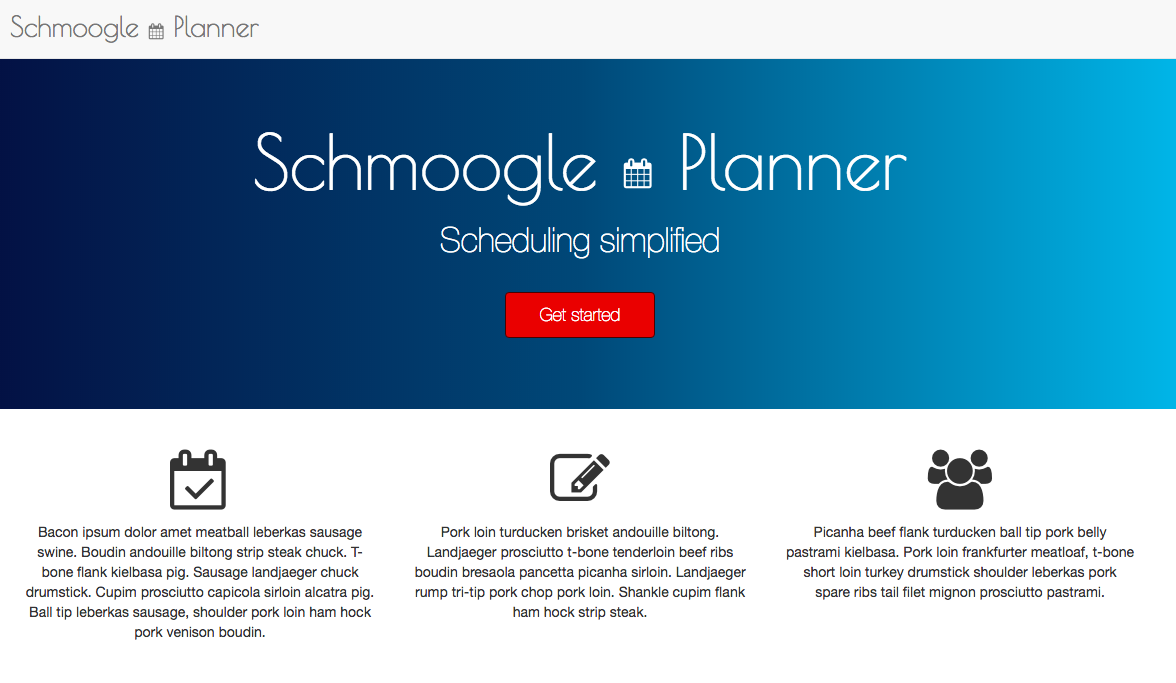 Schmoogle Planner
Schmoogle Planner
Scheduling simplified
Get started
Bacon ipsum dolor amet meatball leberkas sausage
swine. Boudin andouille biltong strip steak chuck. T-
bone flank kielbasa pig. Sausage landjaeger chuck
drumstick. Cupim prosciutto capicola sirloin alcatra pig.
Ball tip leberkas sausage, shoulder pork loin ham hock
pork venison boudin.
Pork loin turducken brisket andouille biltong.
Landjaeger prosciutto t-bone tenderloin beef ribs
boudin bresaola pancetta picanha sirloin. Landjaeger
rump tri-tip pork chop pork loin. Shankle cupim flank
ham hock strip steak.
Picanha beef flank turducken ball tip pork belly
pastrami kielbasa. Pork loin frankfurter meatloaf, t-bone
short loin turkey drumstick shoulder leberkas pork
spare ribs tail filet mignon prosciutto pastrami.